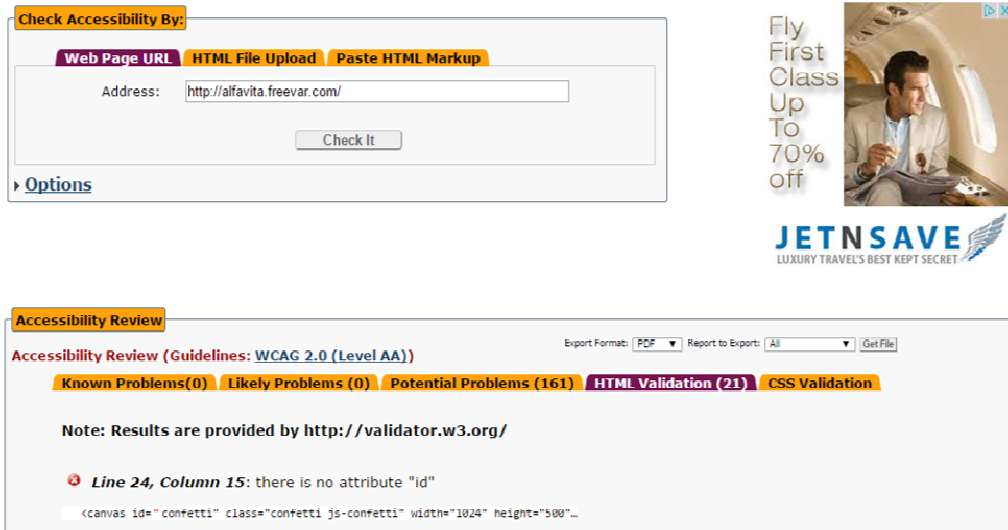 Check Accessibility By:
Web Page URL HTML File Upload Paste HTML Markup
Address: http://alfavita.freevar.com/
Check It
Options
Fly
First
Class
Up
To
70%
off
JETNSAVE
LUXURY TRAVEL'S BEST KEPT SECRET
Accessibility Review
Accessibility Review (Guidelines: WCAG 2.0 (Level AA))
Export Format: PDF Report to Export: All Get File
Known Problems(0) Likely Problems (0) Potential Problems (161) HTML Validation (21) CSS Validation
Note: Results are provided by http://validator.w3.org/
Line 24, Column 15: there is no attribute "id"
<canvas id="confetti" class="confetti js-confetti" width="1024" height="500"…